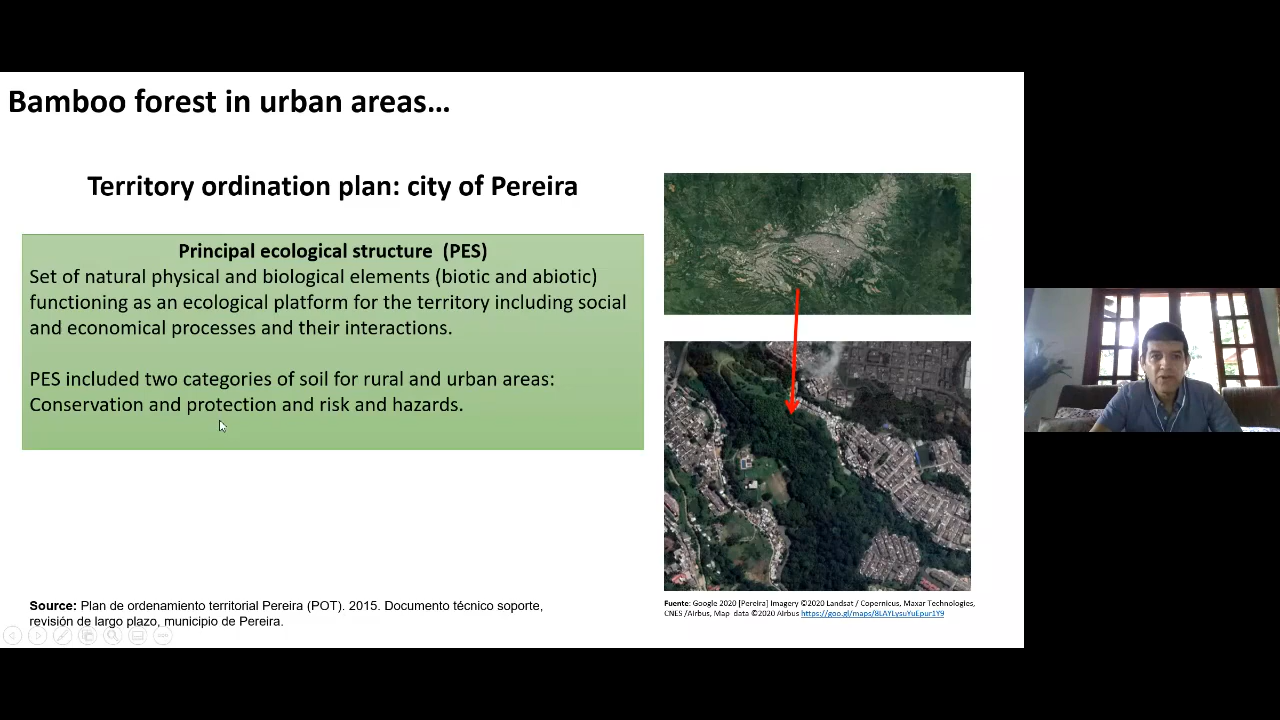 Bamboo forest in urban areas…
Territory ordination plan: city of Pereira
Principal ecological structure (PES)
Set of natural physical and biological elements (biotic and abiotic)
functioning as an ecological platform for the territory including social
and economical processes and their interactions.
PES included two categories of soil for rural and urban areas:
Conservation and protection and risk and hazards.
Source: Plan de ordenamiento territorial Pereira (POT). 2015. Documento técnico soporte,
revisión de largo plazo, municipio de Pereira.
Fuente: Google 2020 [Pereira] Imagery ©2020 Landsat / Copernicus, Maxar Technologies,
CNES /Airbus, Map data ©2020 Airbus https://goo.gl/maps/8LAYLysuYuEpur1Y9